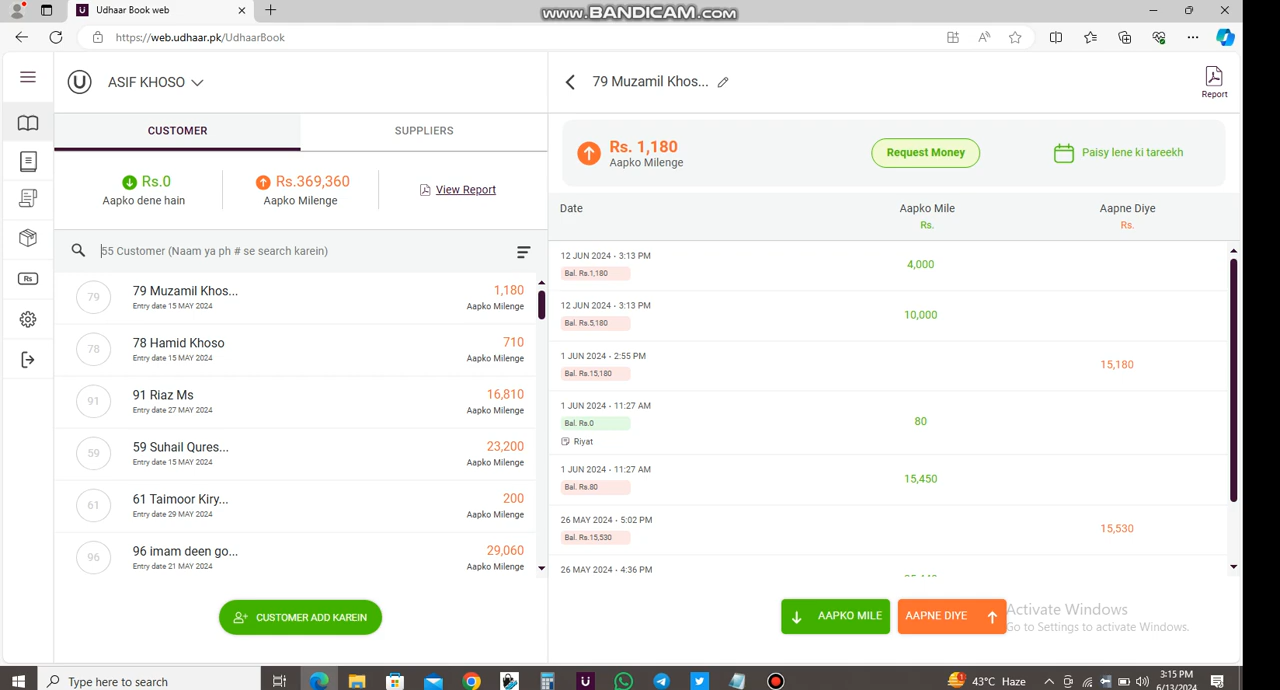 www.BANDICAM.com
Udhaar Book web
https://web.udhaar.pk/UdhaarBook
ASIF KHOSO
CUSTOMER
SUPPLIERS
Rs.0
Aapko dene hain
Rs.369,360
Aapko Milenge
View Report
55 Customer (Naam ya ph # se search karein)
79
79 Muzamil Khos...
Entry date 15 MAY 2024
1,180
Aapko Milenge
78
78 Hamid Khoso
Entry date 15 MAY 2024
710
Aapko Milenge
91
91 Riaz Ms
Entry date 27 MAY 2024
16,810
Aapko Milenge
59
59 Suhail Qures...
Entry date 15 MAY 2024
23,200
Aapko Milenge
61
61 Taimoor Kiry...
Entry date 29 MAY 2024
200
Aapko Milenge
96
96 imam deen go...
Entry date 21 MAY 2024
29,060
Aapko Milenge
CUSTOMER ADD KAREIN
79 Muzamil Khos...
Report
Rs. 1,180
Aapko Milenge
Request Money
Paisy lene ki tareekh
Date
Aapko Mile
Rs.
Aapne Diye
Rs.
12 JUN 2024 - 3:13 PM
Bal. Rs.1,180
4,000
12 JUN 2024 - 3:13 PM
Bal. Rs.5,180
10,000
1 JUN 2024 - 2:55 PM
Bal. Rs.15,180
15,180
1 JUN 2024 - 11:27 AM
Bal. Rs.0
Riyat
80
1 JUN 2024 - 11:27 AM
Bal. Rs.80
15,450
26 MAY 2024 - 5:02 PM
Bal. Rs.15,530
15,530
26 MAY 2024 - 4:36 PM
AAPKO MILE
AAPNE DIYE
Activate Windows
Go to Settings to activate Windows.
Type here to search
43°C Haze
3:15 PM
6/13/2024